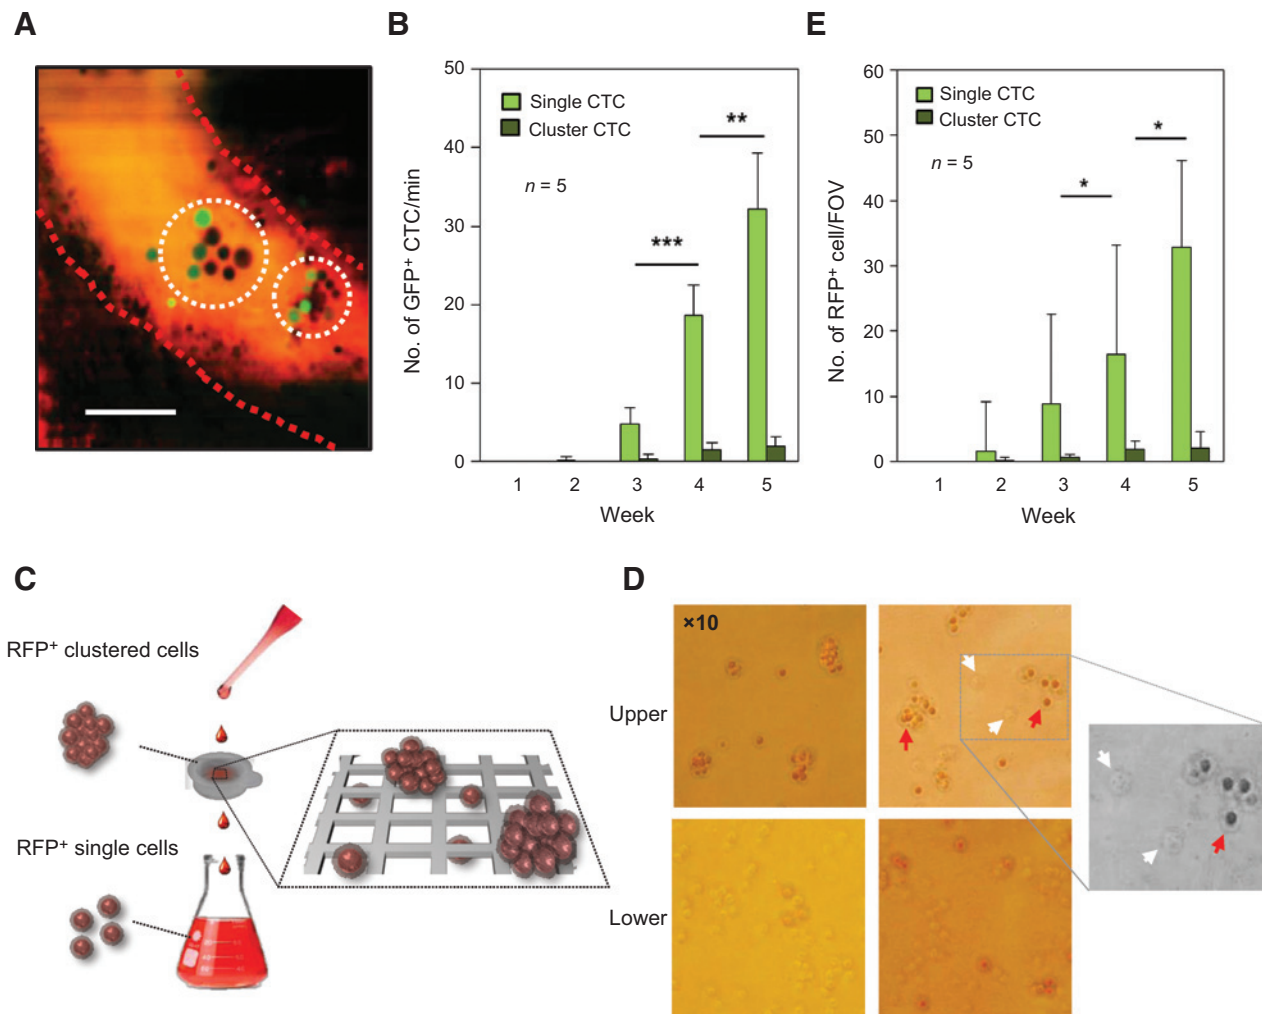 A
B
50
40
30
20
10
0
No. of GFP+ CTC/min
Single CTC
Cluster CTC
n = 5
***
**
1 2 3 4 5
Week
E
60
50
40
30
20
10
0
No. of RFP+ cell/FOV
Single CTC
Cluster CTC
n = 5
*
*
1 2 3 4 5
Week
C
RFP+ clustered cells
RFP+ single cells
D
×10
Upper
Lower